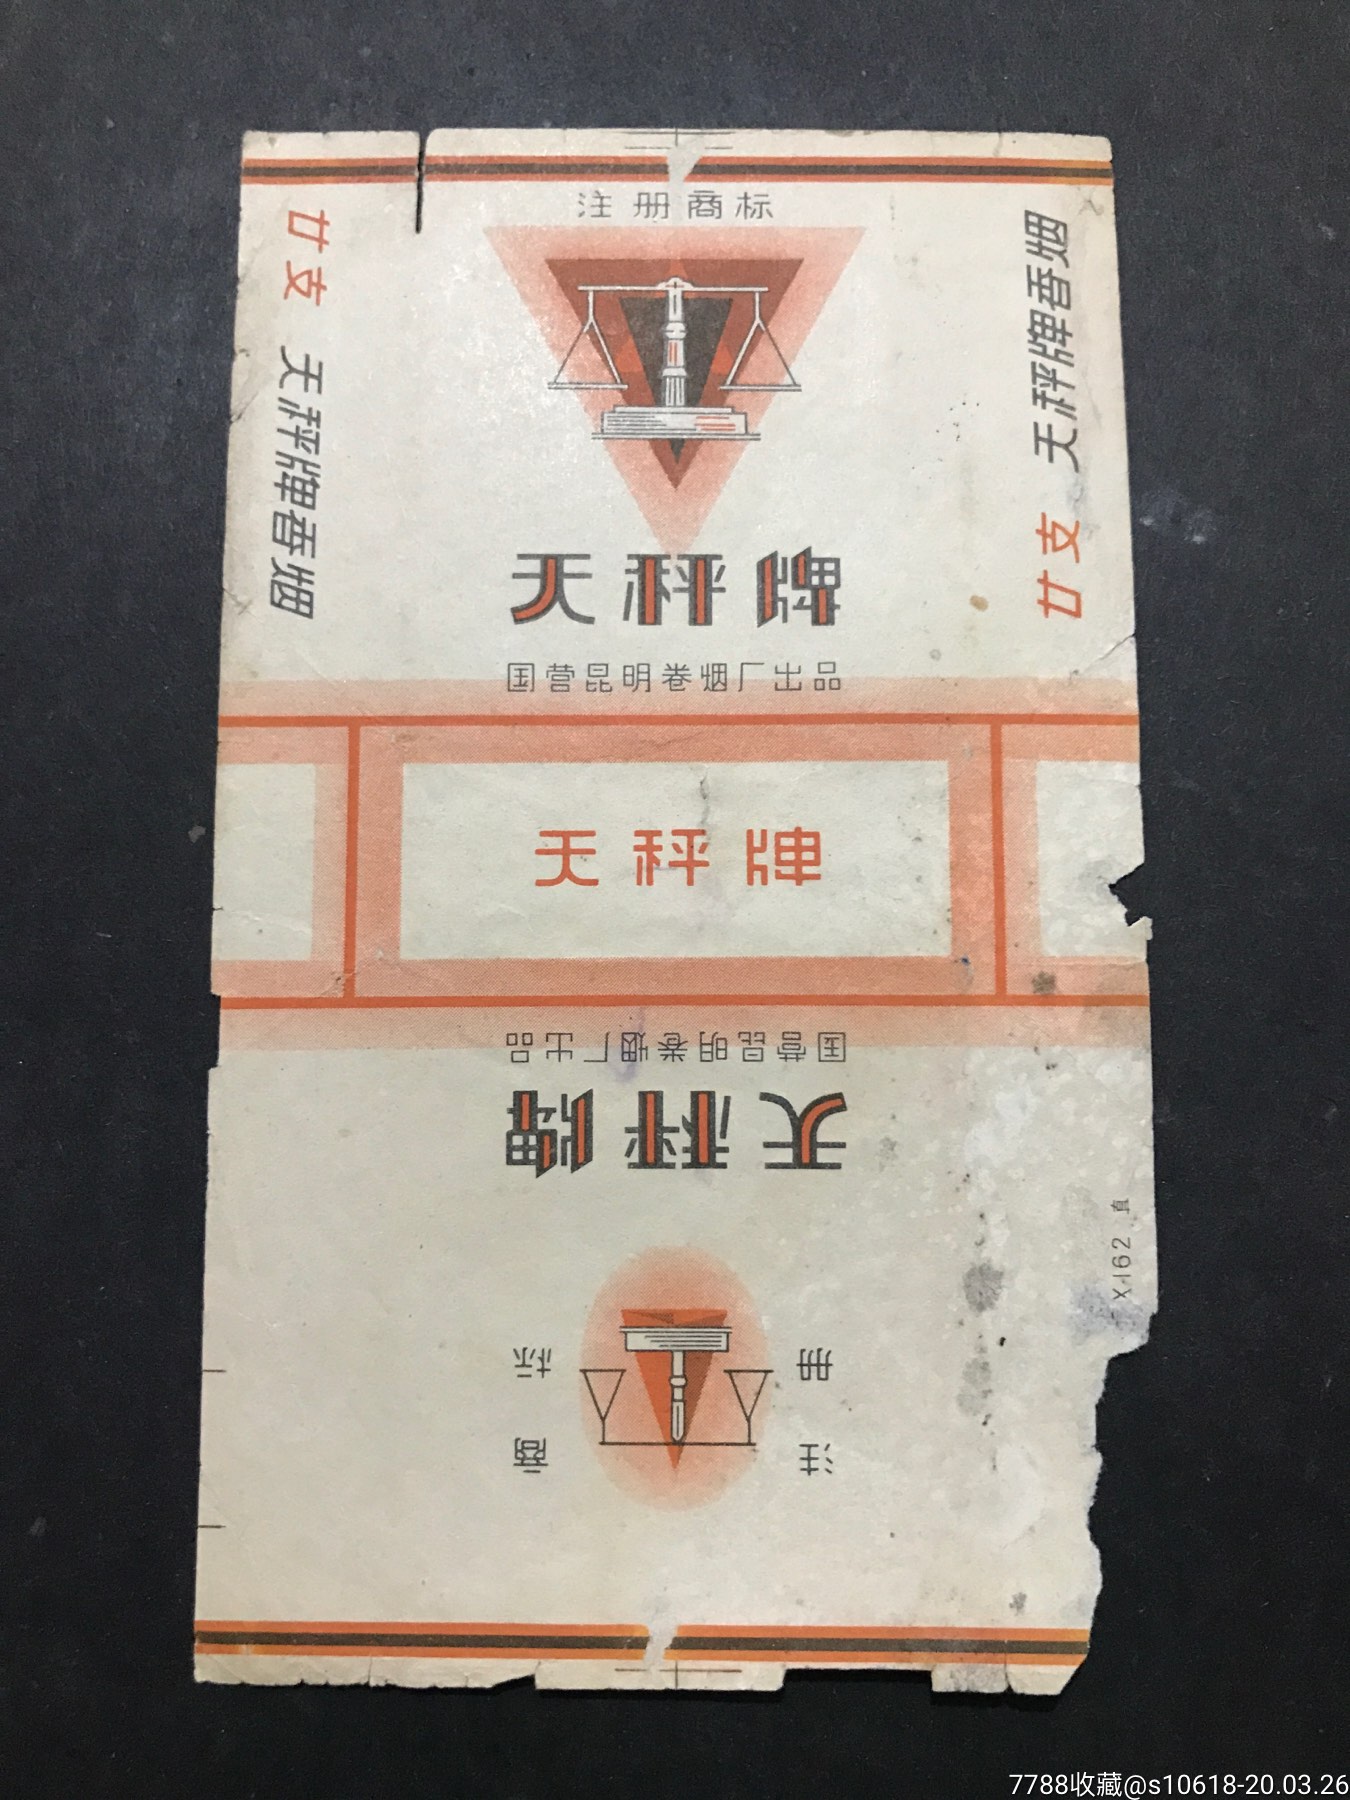 注册商标
天秤牌
国营昆明卷烟厂出品
廿支 天秤牌香烟
廿支 天秤牌香烟
天秤牌
国营昆明卷烟厂出品
天秤牌
注册
商标
X·162 真
7788收藏@s10618-20.03.26